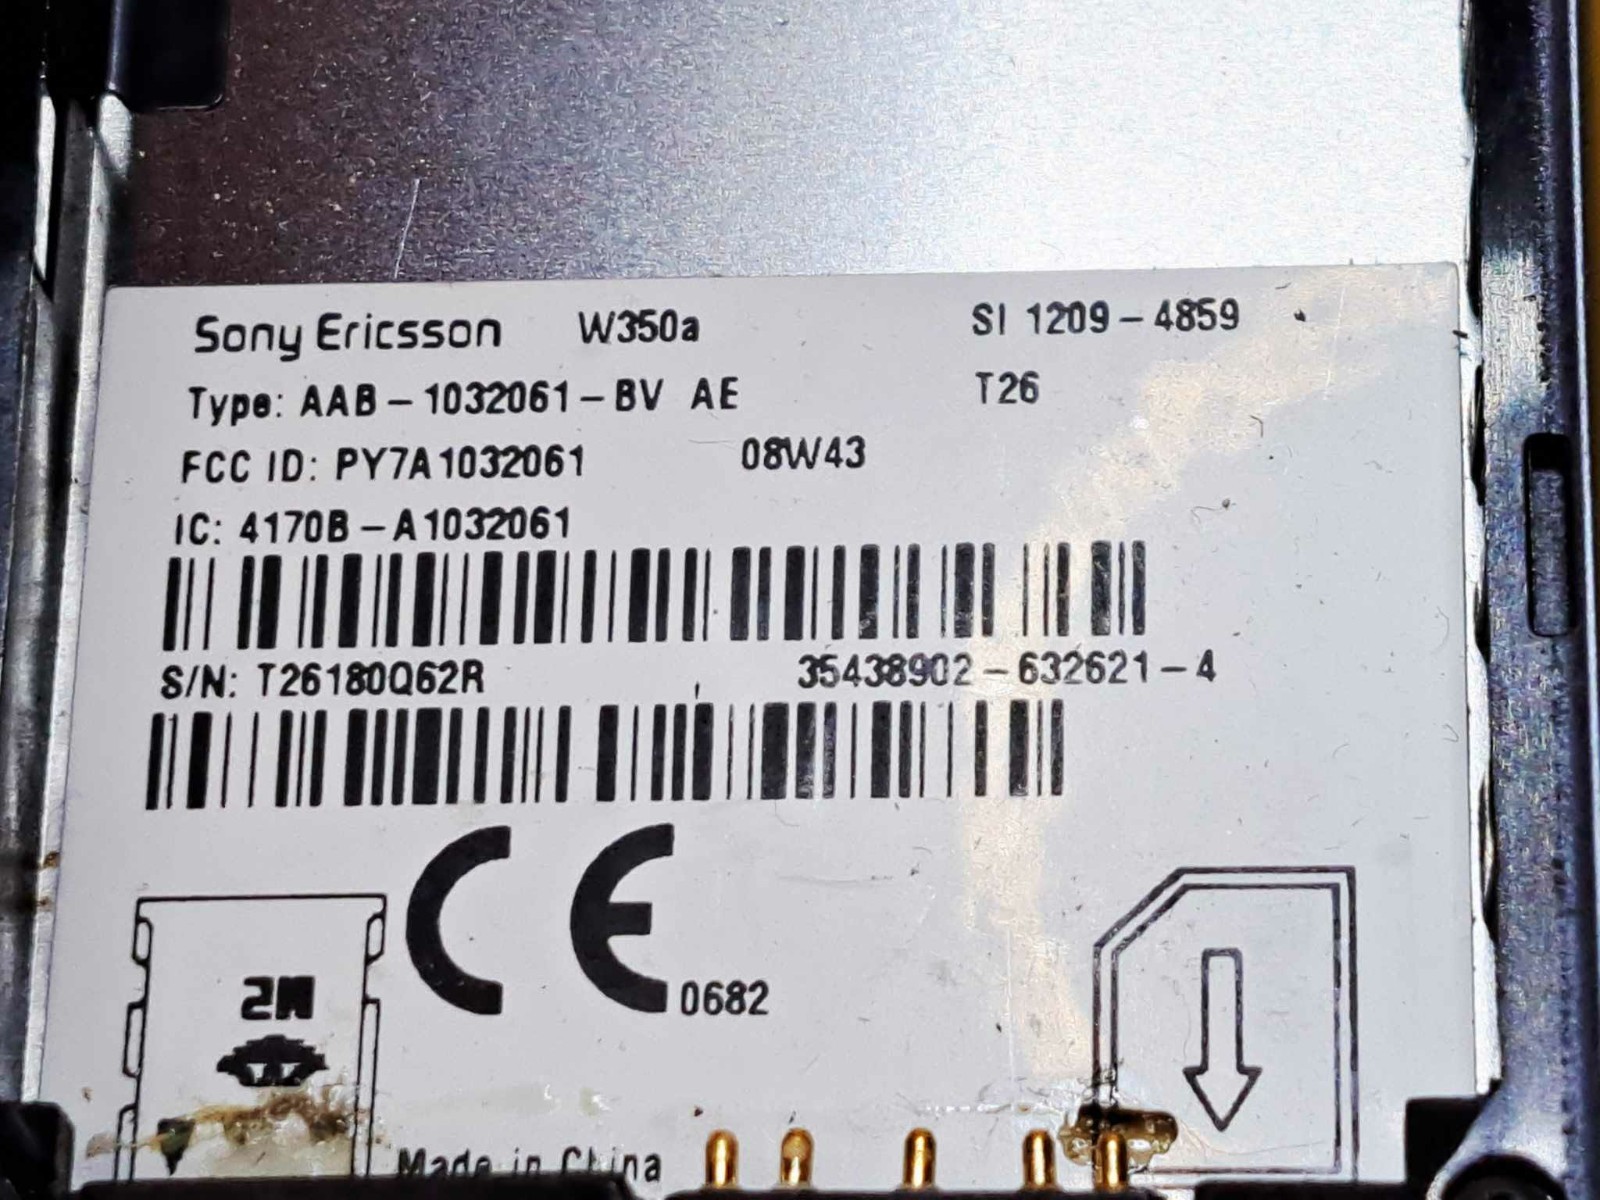 Sony Ericsson W350a SI 1209-4859
Type: AAB-1032061-BV AE T26
FCC ID: PY7A1032061 08W43
IC: 4170B-A1032061
S/N: T26180Q62R 35438902-632621-4
CE 0682
M2
Made in China